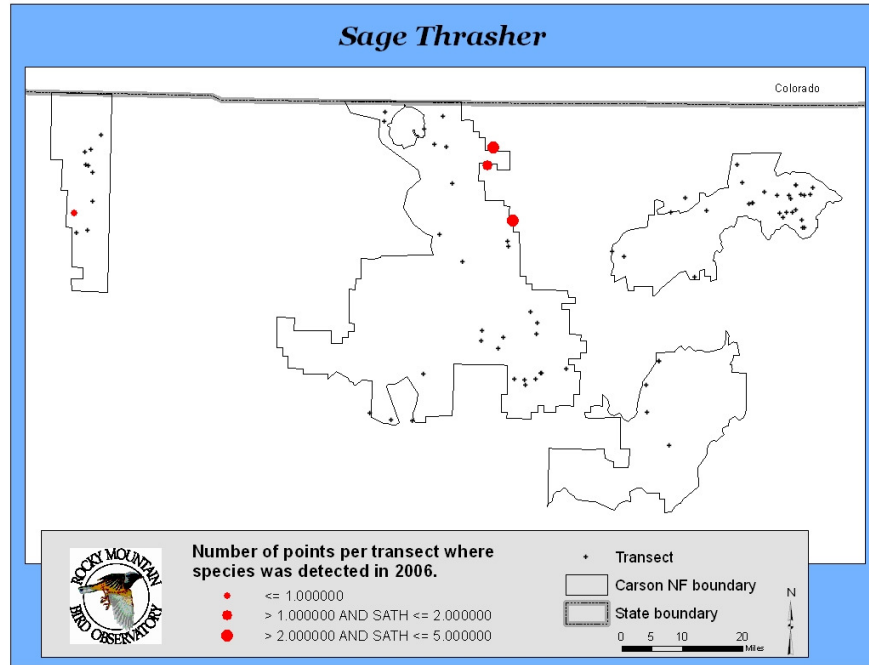 Sage Thrasher
Colorado
ROCKY MOUNTAIN
BIRD OBSERVATORY
Number of points per transect where
species was detected in 2006.
<= 1.000000
> 1.000000 AND SATH <= 2.000000
> 2.000000 AND SATH <= 5.000000
Transect
Carson NF boundary
State boundary
N
0 5 10 20
Miles